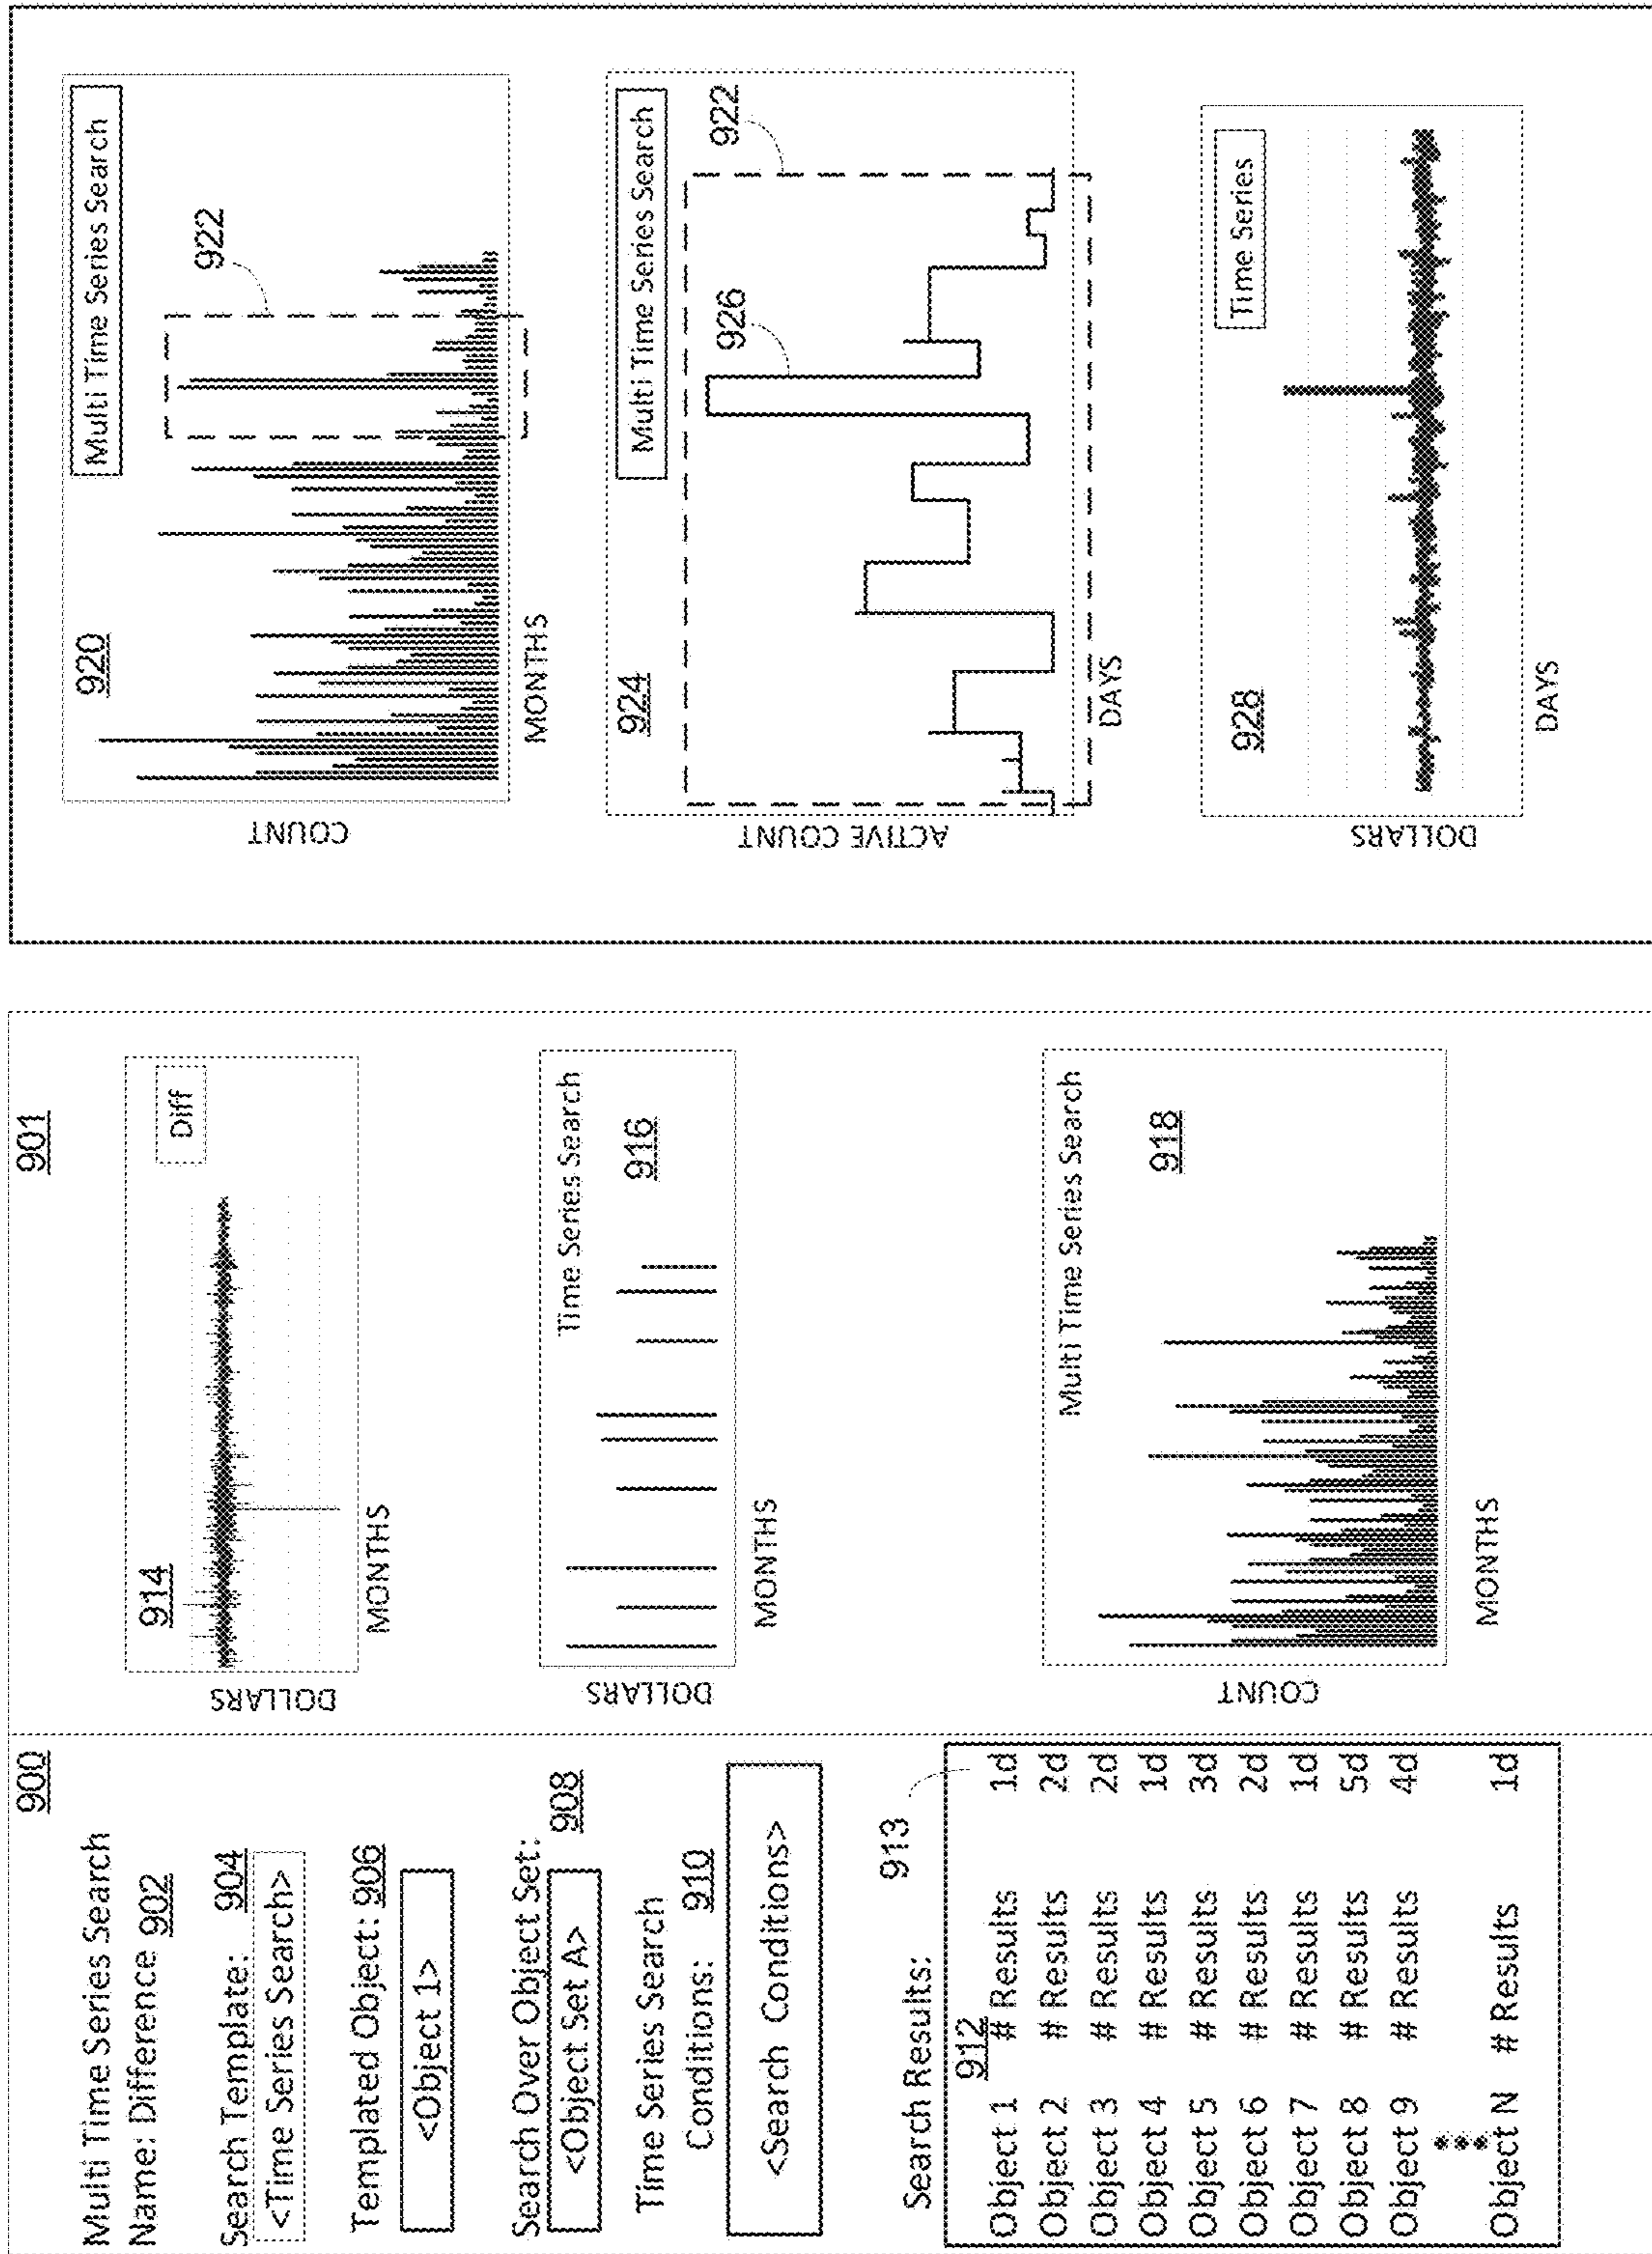 900
Multi Time Series Search
Name: Difference 902
Search Template: 904
<Time Series Search>
Templated Object: 906
<Object 1>
Search Over Object Set: 908
<Object Set A>
Time Series Search
Conditions: 910
<Search Conditions>
Search Results: 913
912
Object 1 # Results 1d
Object 2 # Results 2d
Object 3 # Results 2d
Object 4 # Results 1d
Object 5 # Results 3d
Object 6 # Results 2d
Object 7 # Results 1d
Object 8 # Results 5d
Object 9 # Results 4d
Object N # Results 1d
901
914
Diff
DOLLARS
MONTHS
Time Series Search
916
DOLLARS
MONTHS
Multi Time Series Search
918
COUNT
MONTHS
920
Multi Time Series Search
922
COUNT
MONTHS
924
Multi Time Series Search
922
926
ACTIVE COUNT
DAYS
928
Time Series
DOLLARS
DAYS